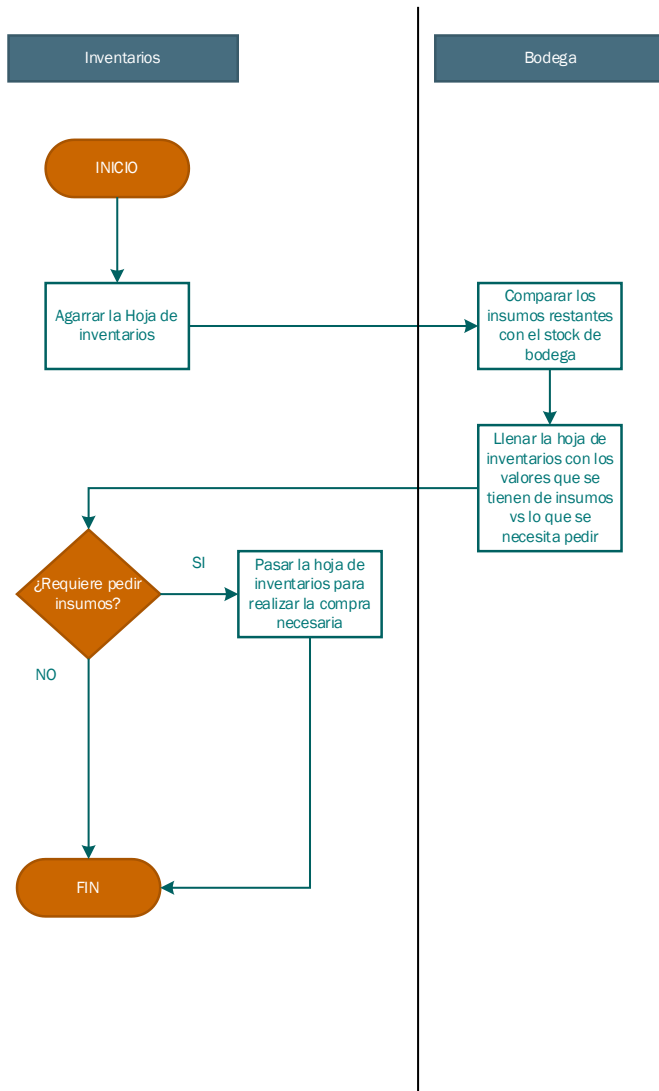 Inventarios
Bodega
INICIO
Agarrar la Hoja de
inventarios
Comparar los
insumos restantes
con el stock de
bodega
Llenar la hoja de
inventarios con los
valores que se
tienen de insumos
vs lo que se
necesita pedir
¿Requiere pedir
insumos?
SI
Pasar la hoja de
inventarios para
realizar la compra
necesaria
NO
FIN